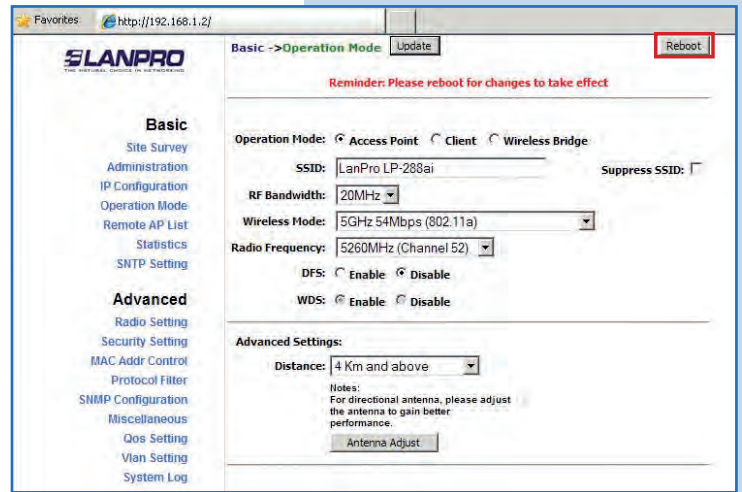 Favorites http://192.168.1.2/
LANPRO
THE NATURAL CHOICE IN NETWORKING
Basic ->Operation Mode Update Reboot
Reminder: Please reboot for changes to take effect
Basic
Site Survey
Administration
IP Configuration
Operation Mode
Remote AP List
Statistics
SNTP Setting
Advanced
Radio Setting
Security Setting
MAC Addr Control
Protocol Filter
SNMP Configuration
Miscellaneous
Qos Setting
Vlan Setting
System Log
Operation Mode: Access Point Client Wireless Bridge
SSID: LanPro LP-288ai Suppress SSID:
RF Bandwidth: 20MHz
Wireless Mode: 5GHz 54Mbps (802.11a)
Radio Frequency: 5260MHz (Channel 52)
DFS: Enable Disable
WDS: Enable Disable
Advanced Settings:
Distance: 4 Km and above
Notes:
For directional antenna, please adjust
the antenna to gain better
performance.
Antenna Adjust